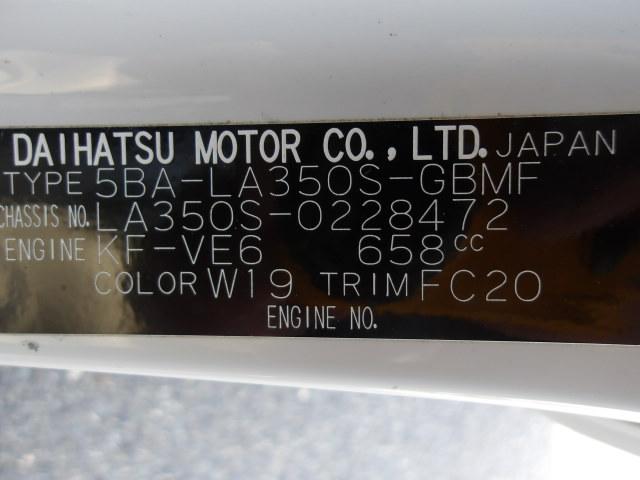 DAIHATSU MOTOR CO., LTD. JAPAN
TYPE 5BA-LA350S-GBMF
CHASSIS NO. LA350S-0228472
ENGINE KF-VE6 658cc
COLOR W19 TRIM FC20
ENGINE NO.